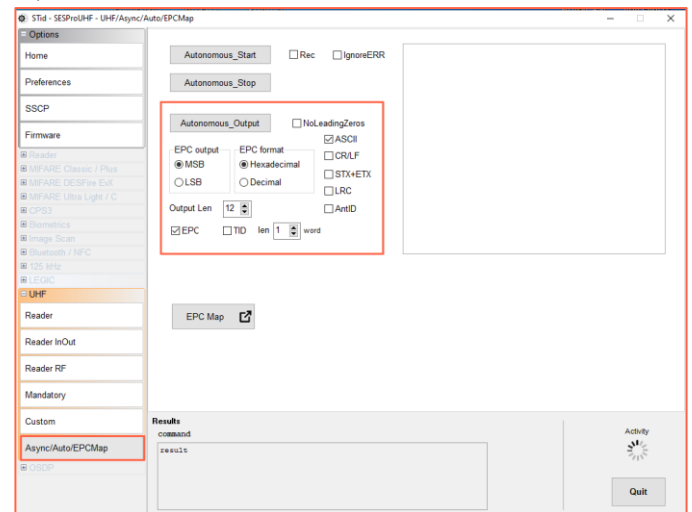 STid - SESProUHF - UHF/Async/Auto/EPCMap
Options
Home
Preferences
SSCP
Firmware
Reader
MIFARE Classic / Plus
MIFARE DESFire EvX
MIFARE Ultra Light / C
CPS3
Biometrics
Image Scan
Bluetooth / NFC
125 kHz
LEGIC
UHF
Reader
Reader InOut
Reader RF
Mandatory
Custom
Async/Auto/EPCMap
OSDP
Autonomous_Start Rec IgnoreERR
Autonomous_Stop
Autonomous_Output NoLeadingZeros
ASCII
EPC output EPC format
CR/LF
MSB Hexadecimal
STX+ETX
LSB Decimal
LRC
Output Len 12 AntID
EPC TID len 1 word
EPC Map
Results
command
result
Activity
Quit